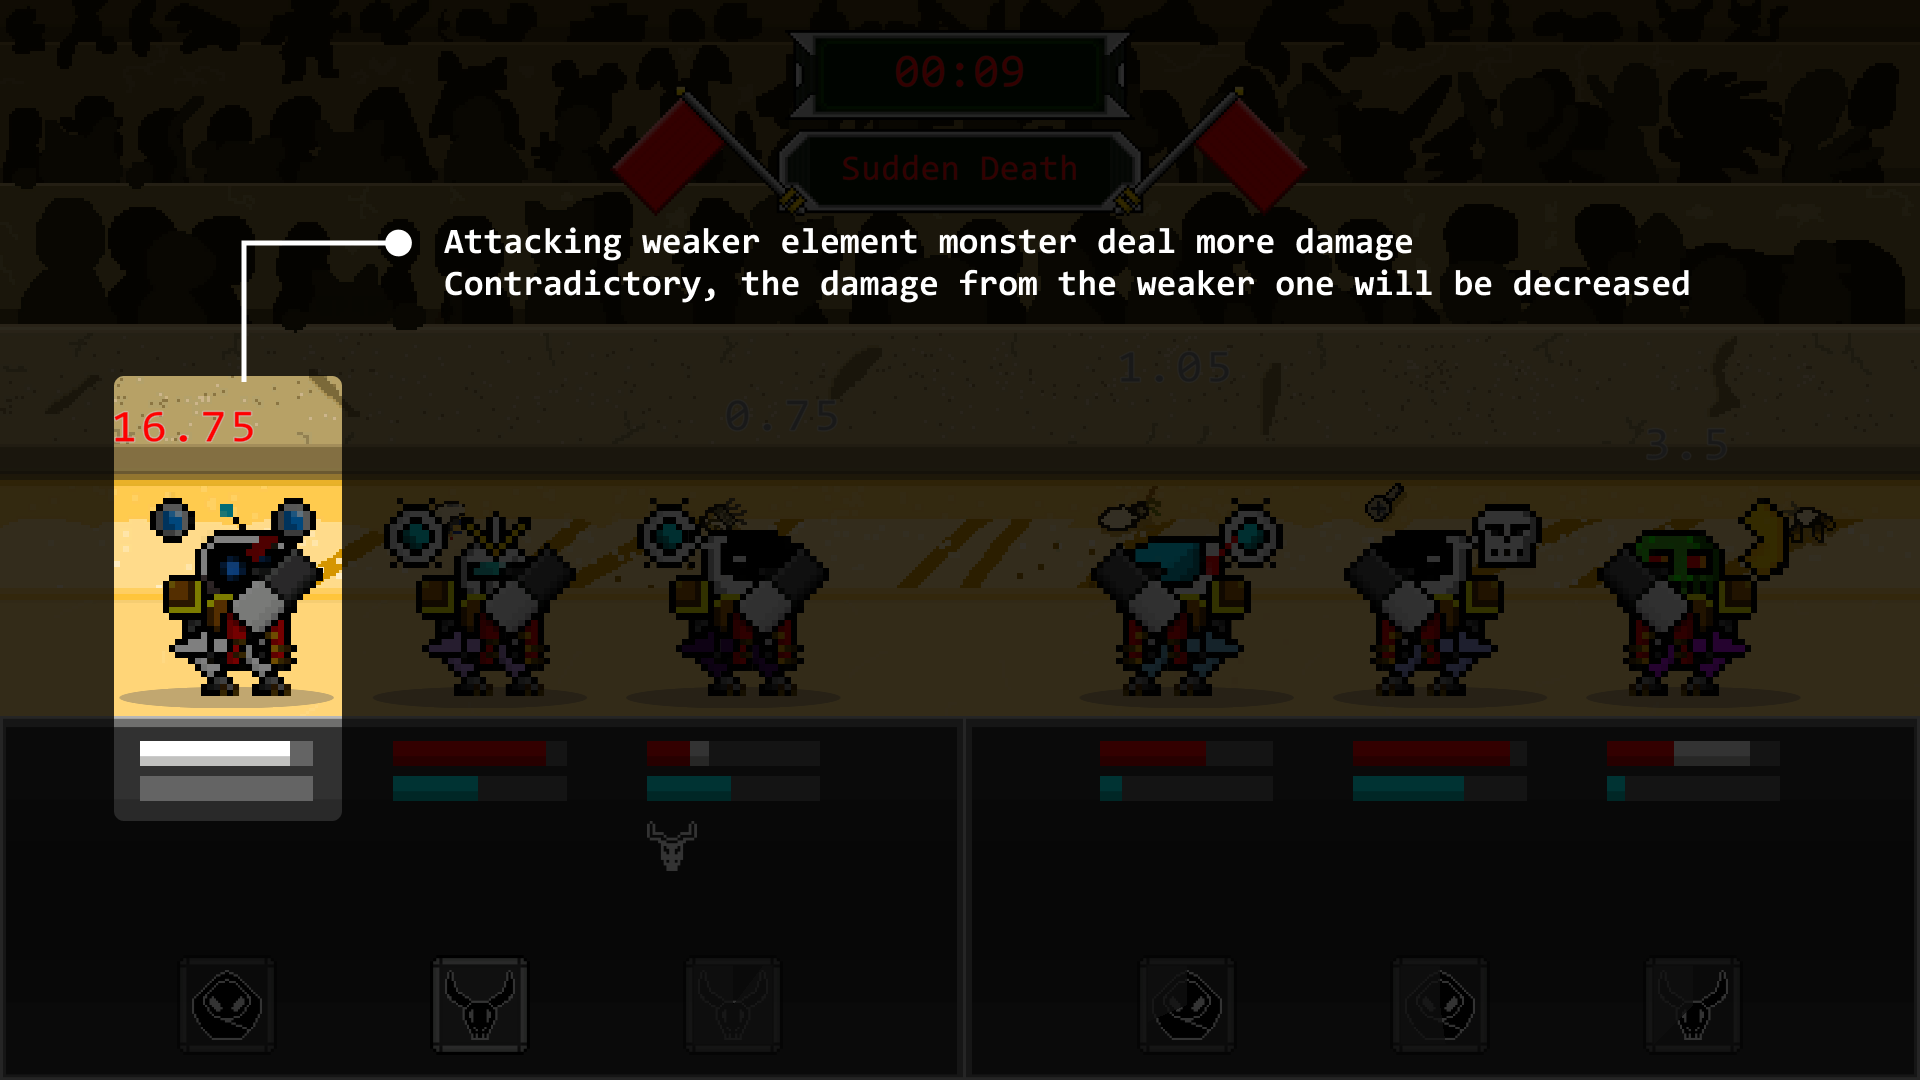 00:09
Sudden Death
Attacking weaker element monster deal more damage
Contradictory, the damage from the weaker one will be decreased
1.05
0.75
16.75
3.5